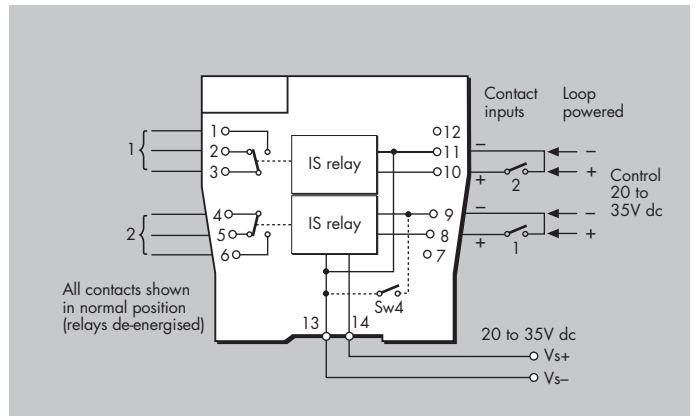 Contact inputs
Loop powered
1
1
2
3
IS relay
12
11
10
−
+
2
−
+
Control
20 to
35V dc
2
4
5
6
IS relay
9
8
7
−
+
1
−
+
Sw4
All contacts shown
in normal position
(relays de-energised)
13
14
20 to 35V dc
Vs+
Vs–